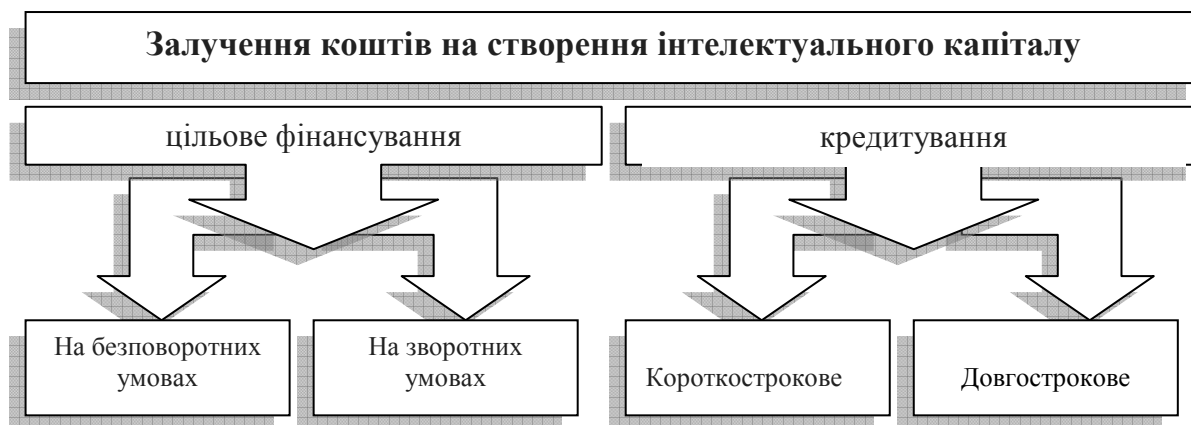 Залучення коштів на створення інтелектуального капіталу
цільове фінансування
кредитування
На безповоротних
умовах
На зворотних
умовах
Короткострокове
Довгострокове